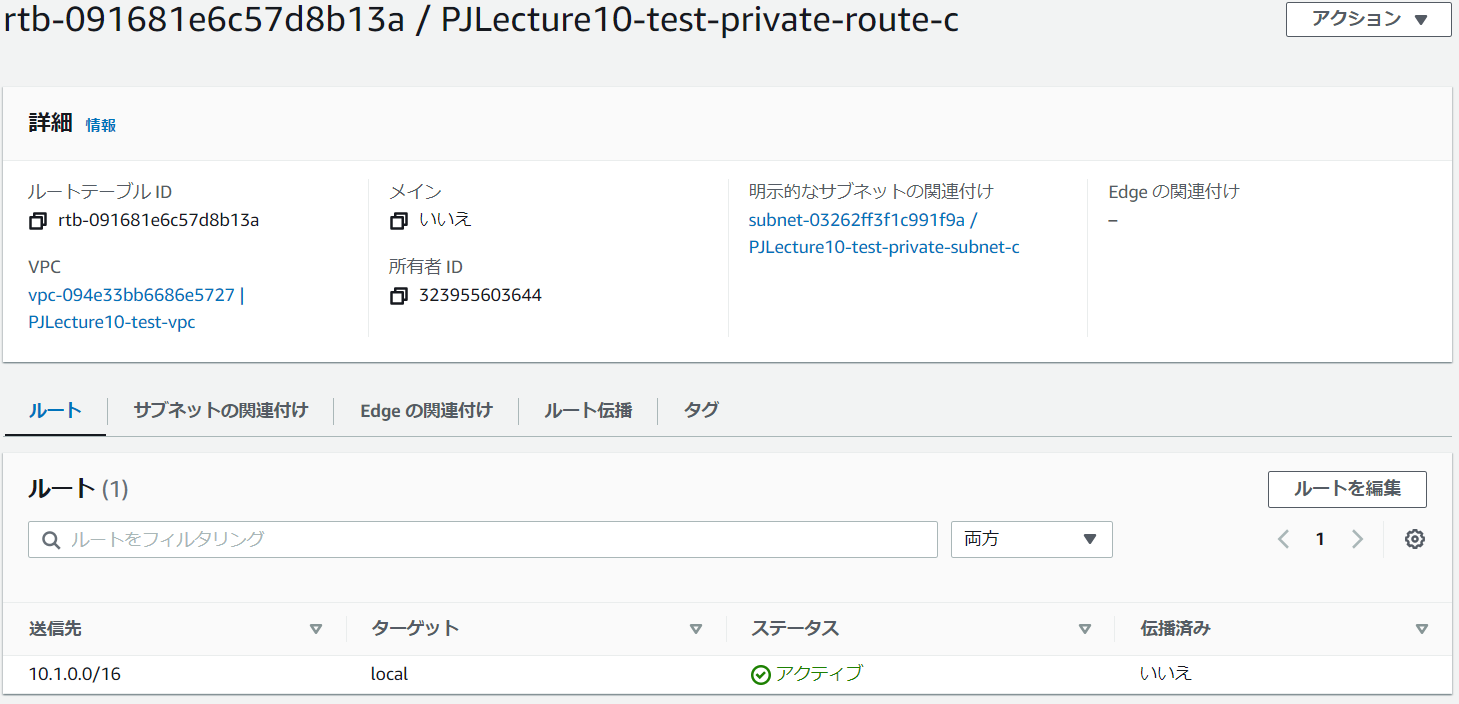 rtb-091681e6c57d8b13a / PJLecture10-test-private-route-c
アクション
詳細 情報
ルートテーブル ID
rtb-091681e6c57d8b13a
メイン
いいえ
明示的なサブネットの関連付け
subnet-03262ff3f1c991f9a /
PJLecture10-test-private-subnet-c
Edge の関連付け
–
VPC
vpc-094e33bb6686e5727 |
PJLecture10-test-vpc
所有者 ID
323955603644
ルート サブネットの関連付け Edge の関連付け ルート伝播 タグ
ルート (1)
ルートを編集
ルートをフィルタリング
両方
1
送信先 ターゲット ステータス 伝播済み
10.1.0.0/16 local アクティブ いいえ